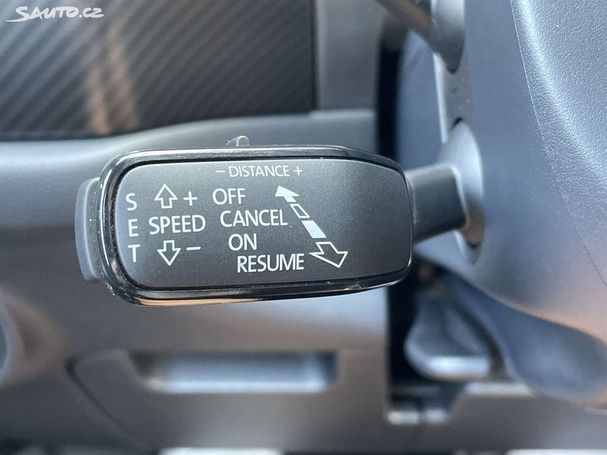 Sauto.cz
- DISTANCE +
S + OFF
E SPEED CANCEL
T - ON
RESUME